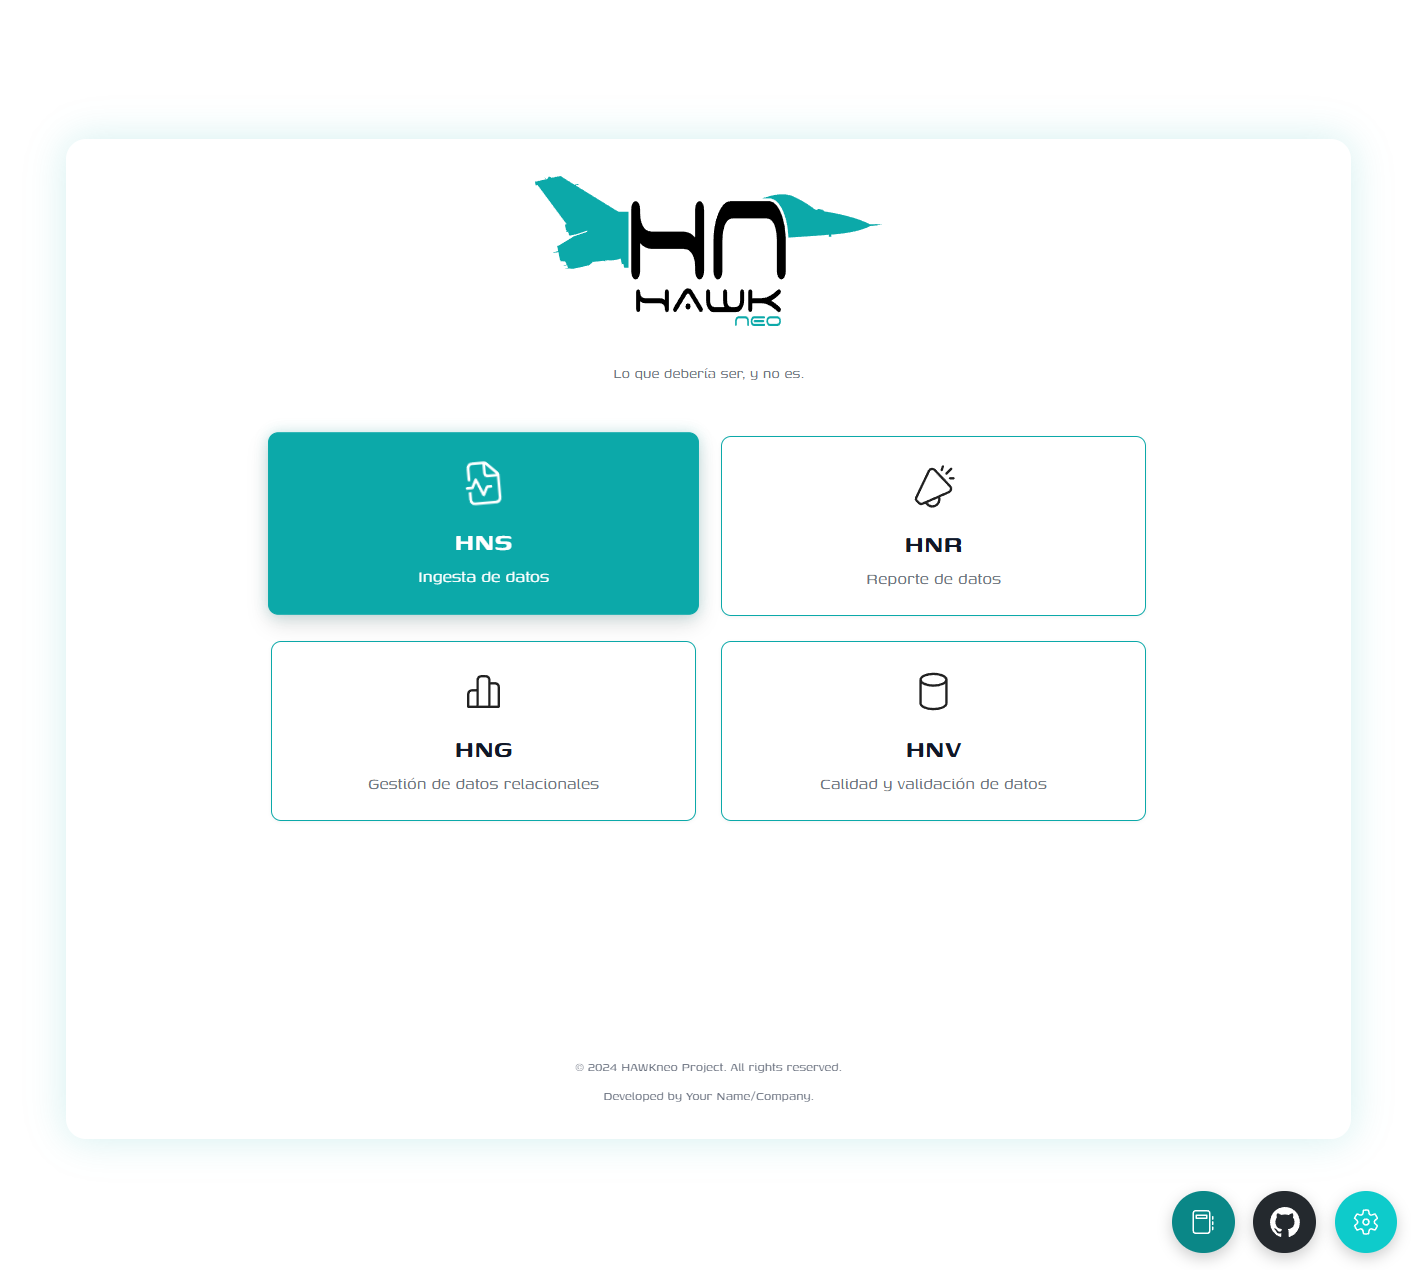 HN
HAWK
neo
Lo que debería ser, y no es.
HNS
Ingesta de datos
HNR
Reporte de datos
HNG
Gestión de datos relacionales
HNV
Calidad y validación de datos
© 2024 HAWKneo Project. All rights reserved.
Developed by Your Name/Company.